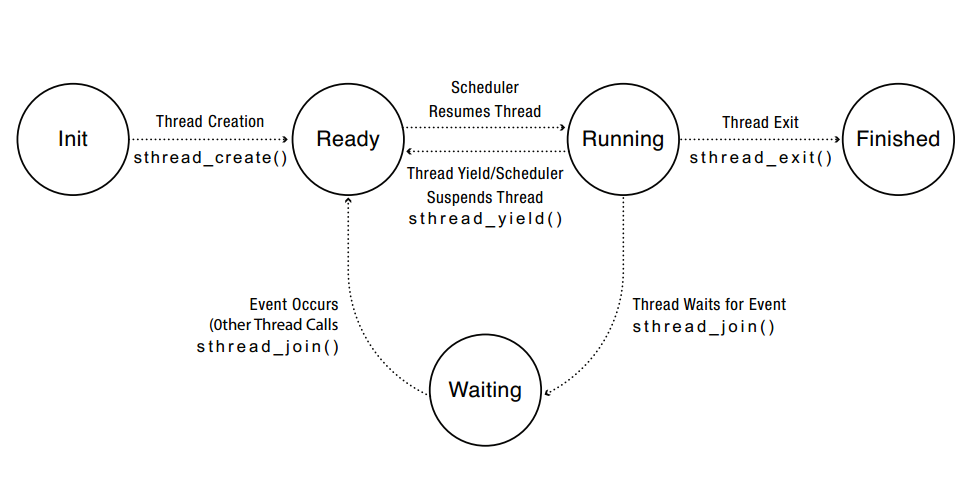 Init
Thread Creation
sthread_create()
Ready
Scheduler
Resumes Thread
Thread Yield/Scheduler
Suspends Thread
sthread_yield()
Running
Thread Exit
sthread_exit()
Finished
Event Occurs
(Other Thread Calls
sthread_join()
Waiting
Thread Waits for Event
sthread_join()